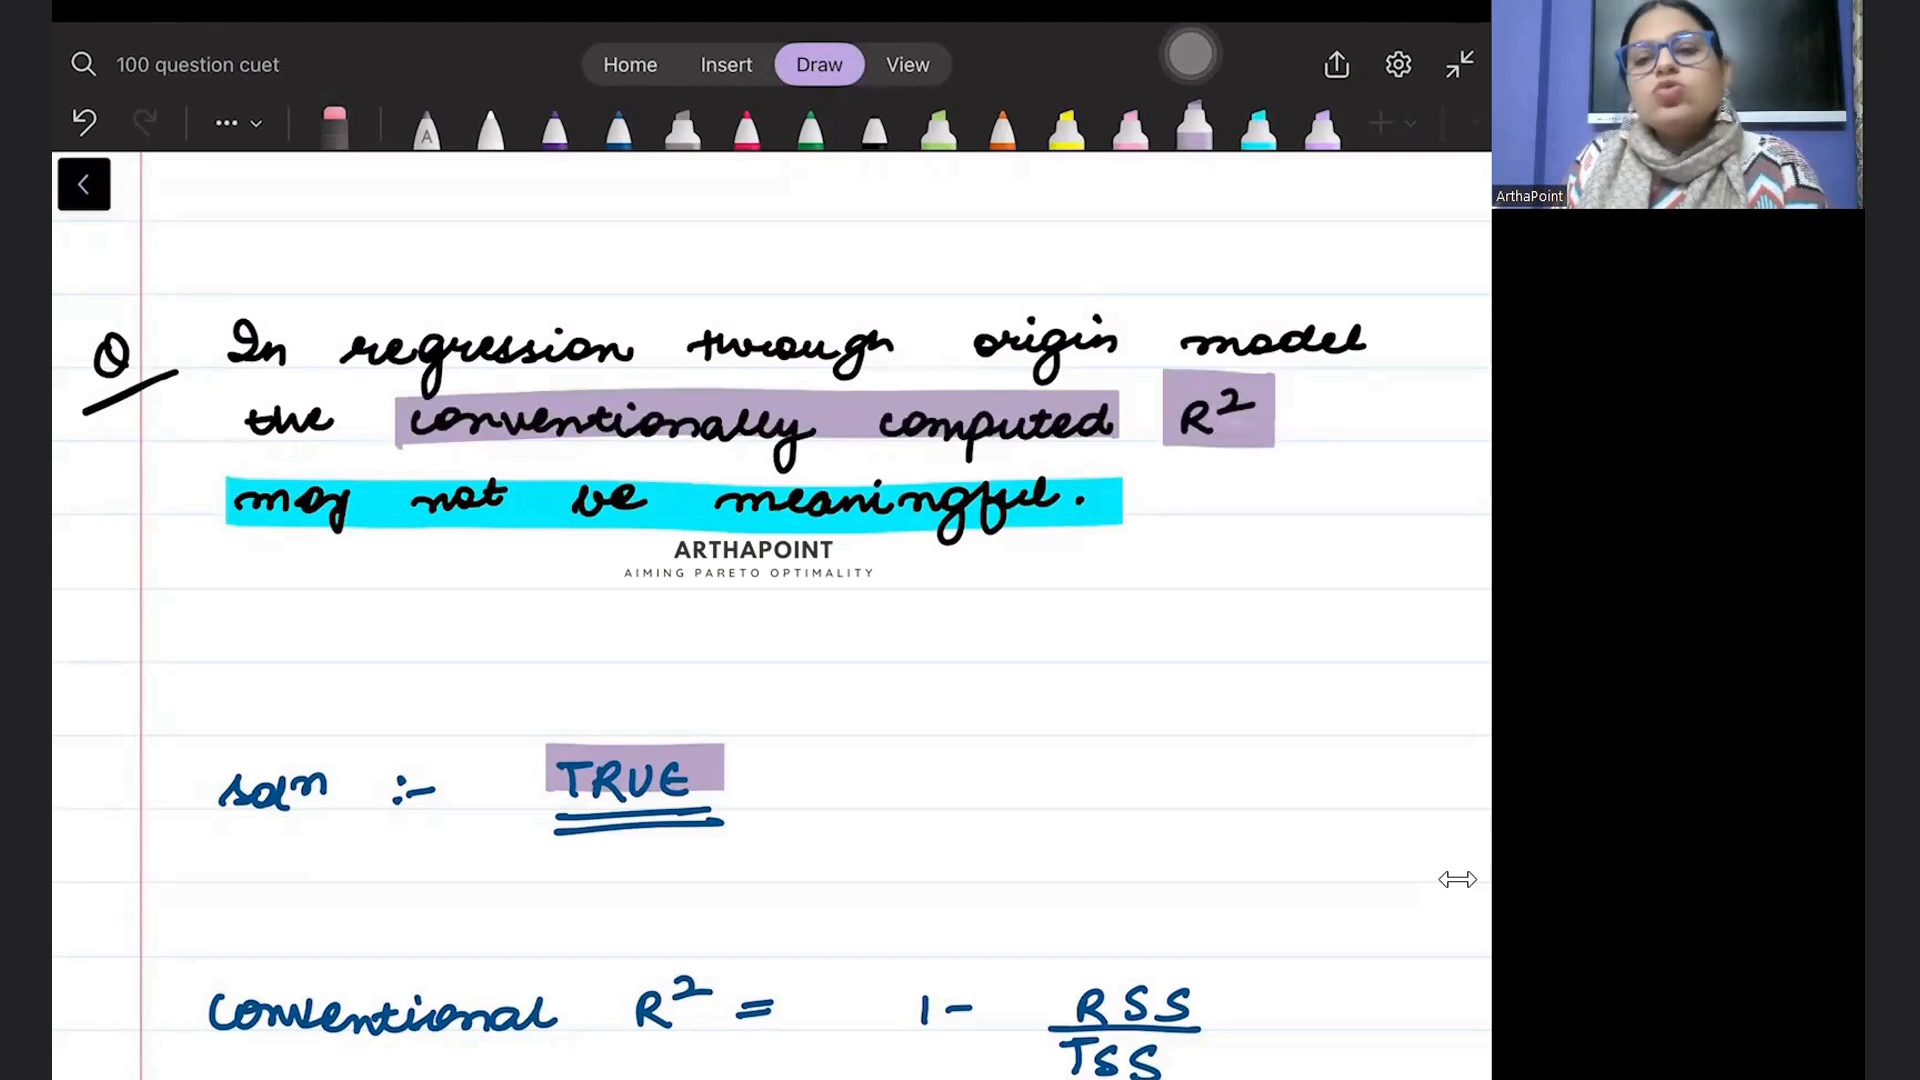 100 question cuet
Home Insert Draw View
A
ArthaPoint
Q In regression through origin model
the conventionally computed R²
may not be meaningful.
ARTHAPOINT
AIMING PARETO OPTIMALITY
solⁿ :- TRUE
conventional R² = 1 - RSS
TSS